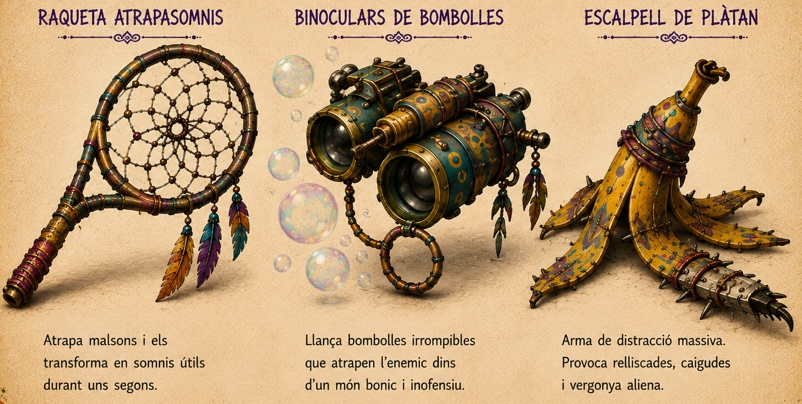 RAQUETA ATRAPASOMNIS
BINOCULARS DE BOMBOLLES
ESCALPELL DE PLÀTAN
Atrapa malsons i els
transforma en somnis útils
durant uns segons.
Llança bombolles irrompibles
que atrapen l'enemic dins
d'un món bonic i inofensiu.
Arma de distracció massiva.
Provoca relliscades, caigudes
i vergonya aliena.